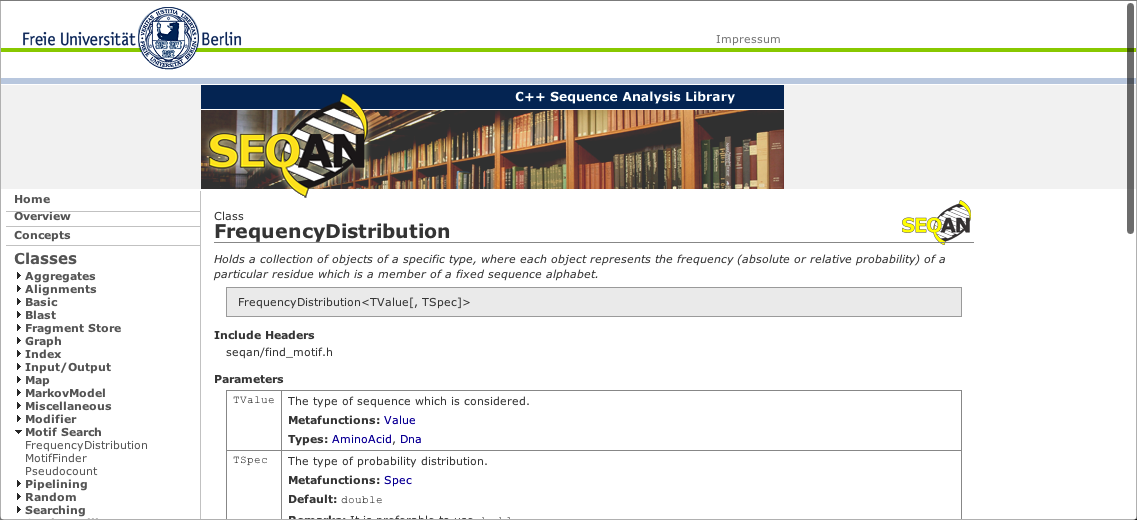 Freie Universität Berlin
Impressum
C++ Sequence Analysis Library
SEQAN
Home
Overview
Concepts
Classes
Aggregates
Alignments
Basic
Blast
Fragment Store
Graph
Index
Input/Output
Map
MarkovModel
Miscellaneous
Modifier
Motif Search
FrequencyDistribution
MotifFinder
Pseudocount
Pipelining
Random
Searching
Class
FrequencyDistribution
SEQAN
Holds a collection of objects of a specific type, where each object represents the frequency (absolute or relative probability) of a
particular residue which is a member of a fixed sequence alphabet.
FrequencyDistribution<TValue[, TSpec]>
Include Headers
seqan/find_motif.h
Parameters
TValue
The type of sequence which is considered.
Metafunctions: Value
Types: AminoAcid, Dna
TSpec
The type of probability distribution.
Metafunctions: Spec
Default: double
Remarks: It is preferable to use double